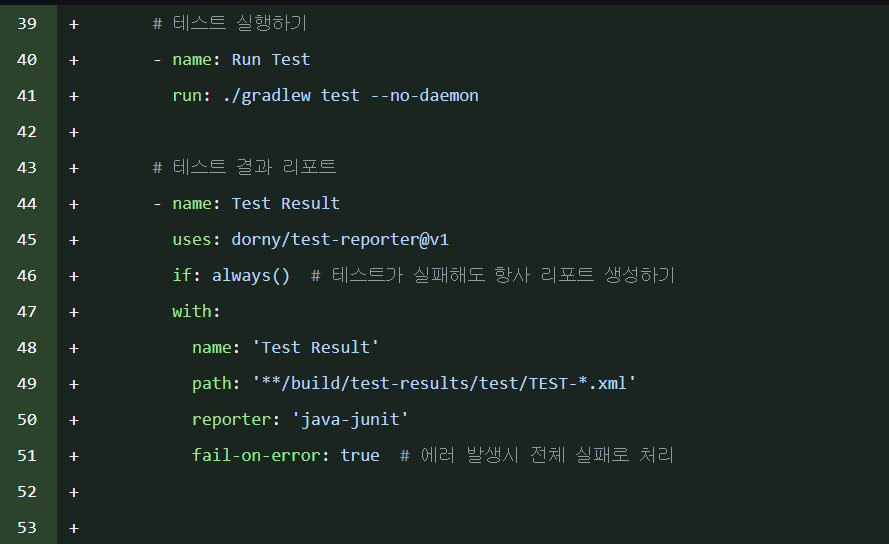 39 + # 테스트 실행하기
40 + - name: Run Test
41 + run: ./gradlew test --no-daemon
42 +
43 + # 테스트 결과 리포트
44 + - name: Test Result
45 + uses: dorny/test-reporter@v1
46 + if: always() # 테스트가 실패해도 항사 리포트 생성하기
47 + with:
48 + name: 'Test Result'
49 + path: '**/build/test-results/test/TEST-*.xml'
50 + reporter: 'java-junit'
51 + fail-on-error: true # 에러 발생시 전체 실패로 처리
52 +
53 +